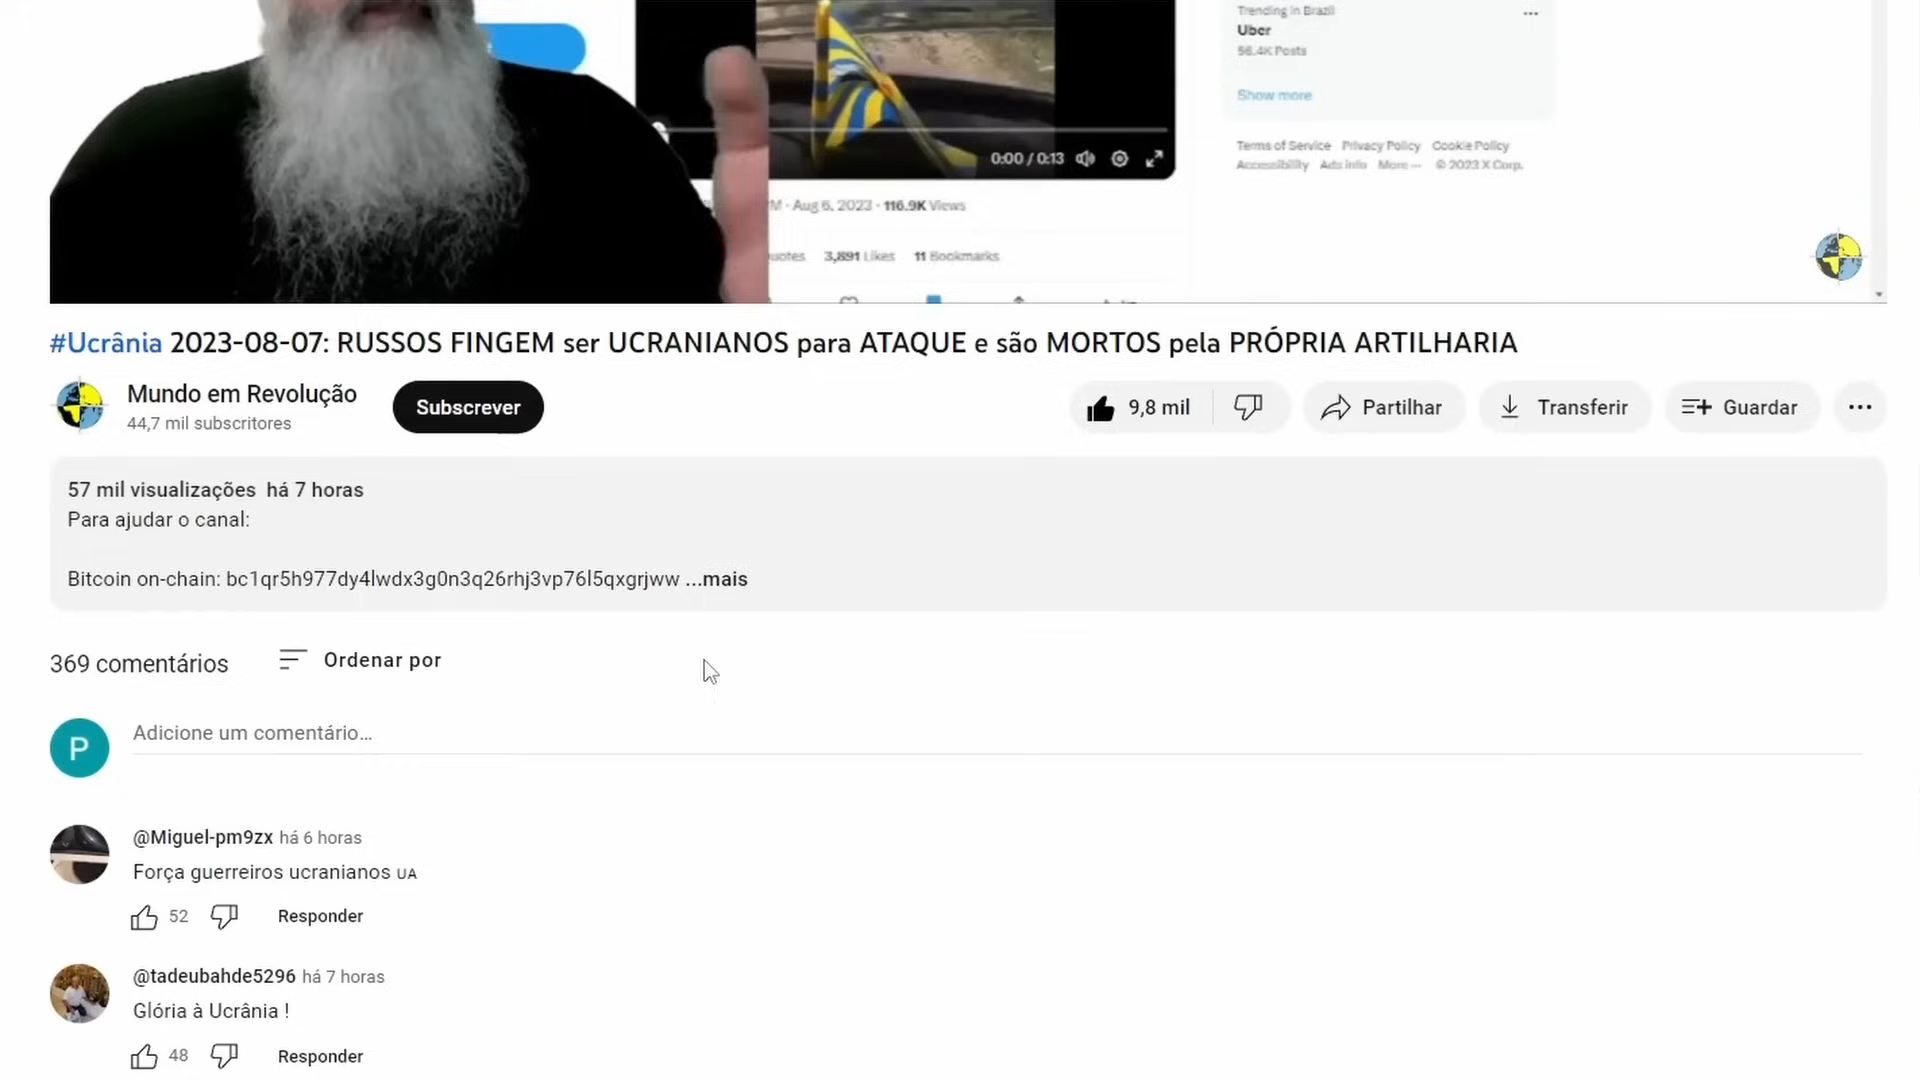 Trending in Brazil
Uber
56.4K Posts
Show more
0:00 / 0:13
Terms of Service Privacy Policy Cookie Policy
Accessibility Ads info More ··· © 2023 X Corp.
M · Aug 6, 2023 · 116.9K Views
uotes 3,891 Likes 11 Bookmarks
#Ucrânia 2023-08-07: RUSSOS FINGEM ser UCRANIANOS para ATAQUE e são MORTOS pela PRÓPRIA ARTILHARIA
Mundo em Revolução
44,7 mil subscritores
Subscrever
9,8 mil
Partilhar
Transferir
Guardar
57 mil visualizações há 7 horas
Para ajudar o canal:
Bitcoin on-chain: bc1qr5h977dy4lwdx3g0n3q26rhj3vp76l5qxgrjww ...mais
369 comentários
Ordenar por
P
Adicione um comentário...
@Miguel-pm9zx há 6 horas
Força guerreiros ucranianos UA
52
Responder
@tadeubahde5296 há 7 horas
Glória à Ucrânia !
48
Responder